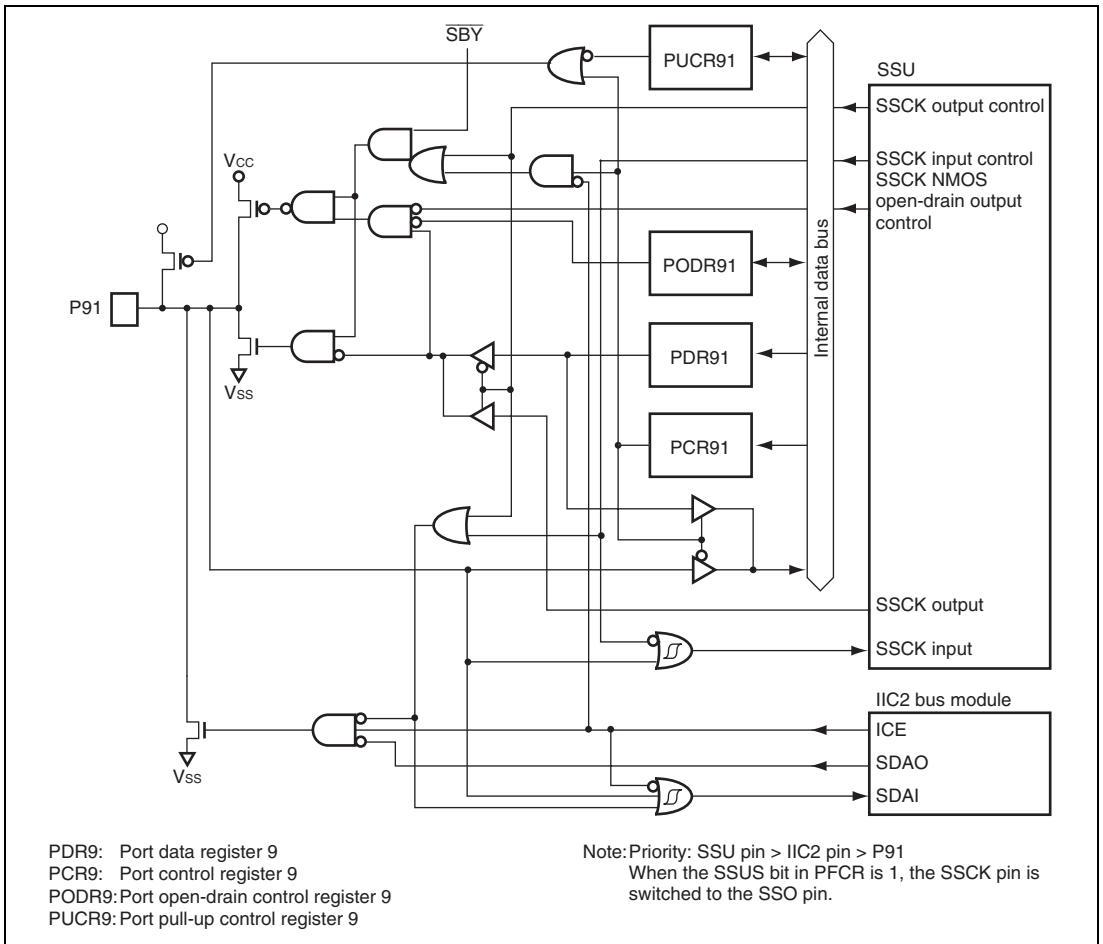 SBY
PUCR91
SSU
SSCK output control
SSCK input control
SSCK NMOS
open-drain output
control
VCC
PODR91
Internal data bus
P91
PDR91
VSS
PCR91
SSCK output
SSCK input
IIC2 bus module
ICE
SDAO
SDAI
VSS
PDR9: Port data register 9
PCR9: Port control register 9
PODR9: Port open-drain control register 9
PUCR9: Port pull-up control register 9
Note: Priority: SSU pin > IIC2 pin > P91
When the SSUS bit in PFCR is 1, the SSCK pin is
switched to the SSO pin.